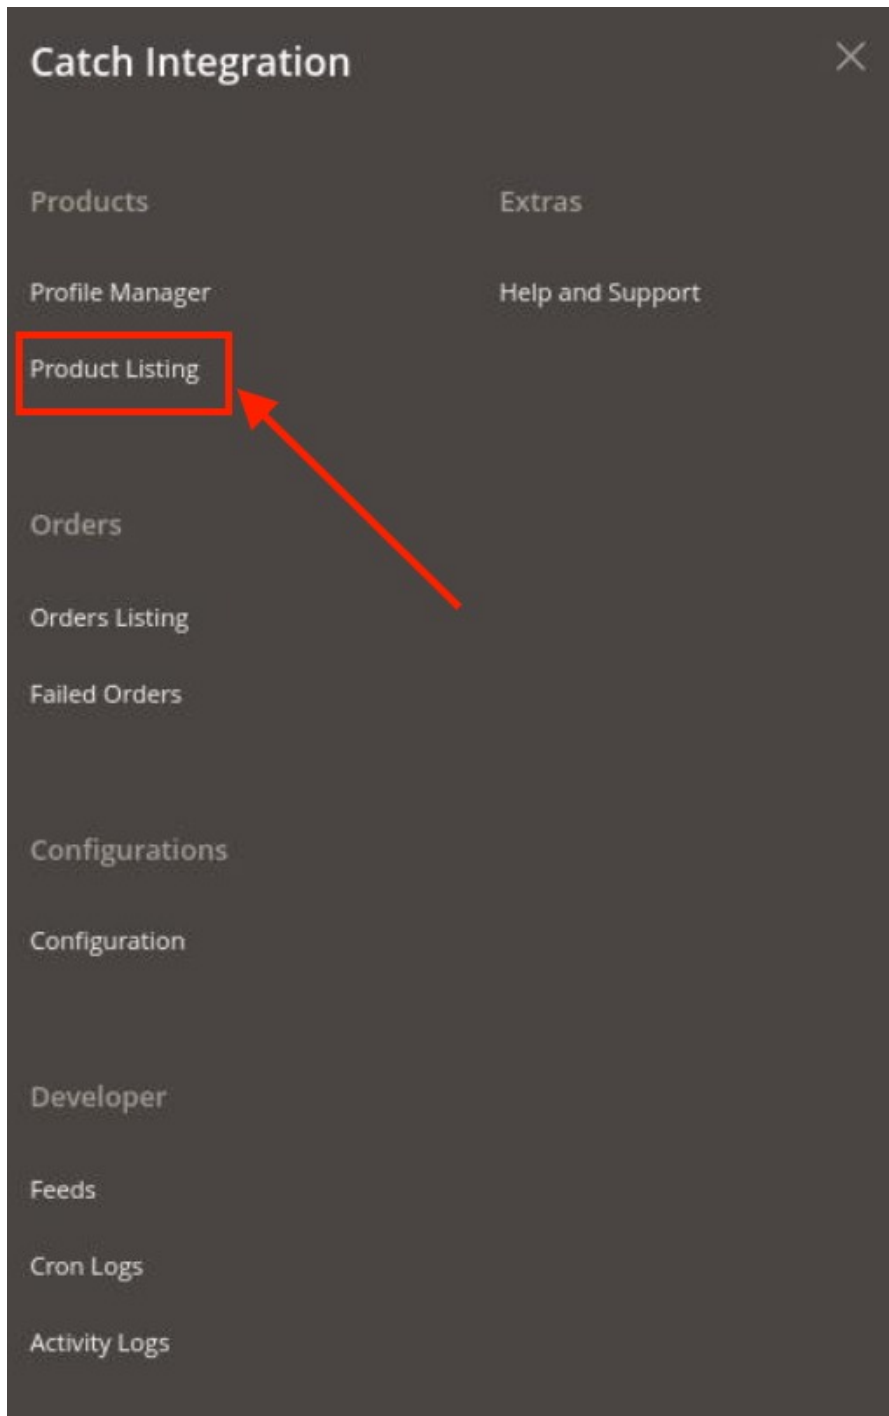 Catch Integration
Products
Profile Manager
Product Listing
Orders
Orders Listing
Failed Orders
Configurations
Configuration
Developer
Feeds
Cron Logs
Activity Logs
Extras
Help and Support